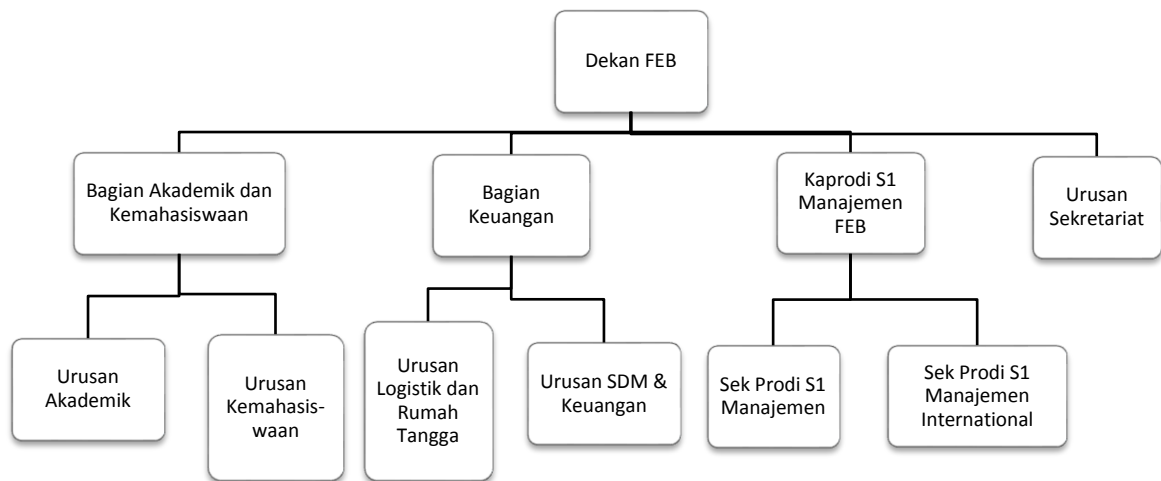 Dekan FEB
Bagian Akademik dan
Kemahasiswaan
Bagian
Keuangan
Kaprodi S1
Manajemen
FEB
Urusan
Sekretariat
Urusan
Akademik
Urusan
Kemahasis-
waan
Urusan
Logistik dan
Rumah
Tangga
Urusan SDM &
Keuangan
Sek Prodi S1
Manajemen
Sek Prodi S1
Manajemen
International